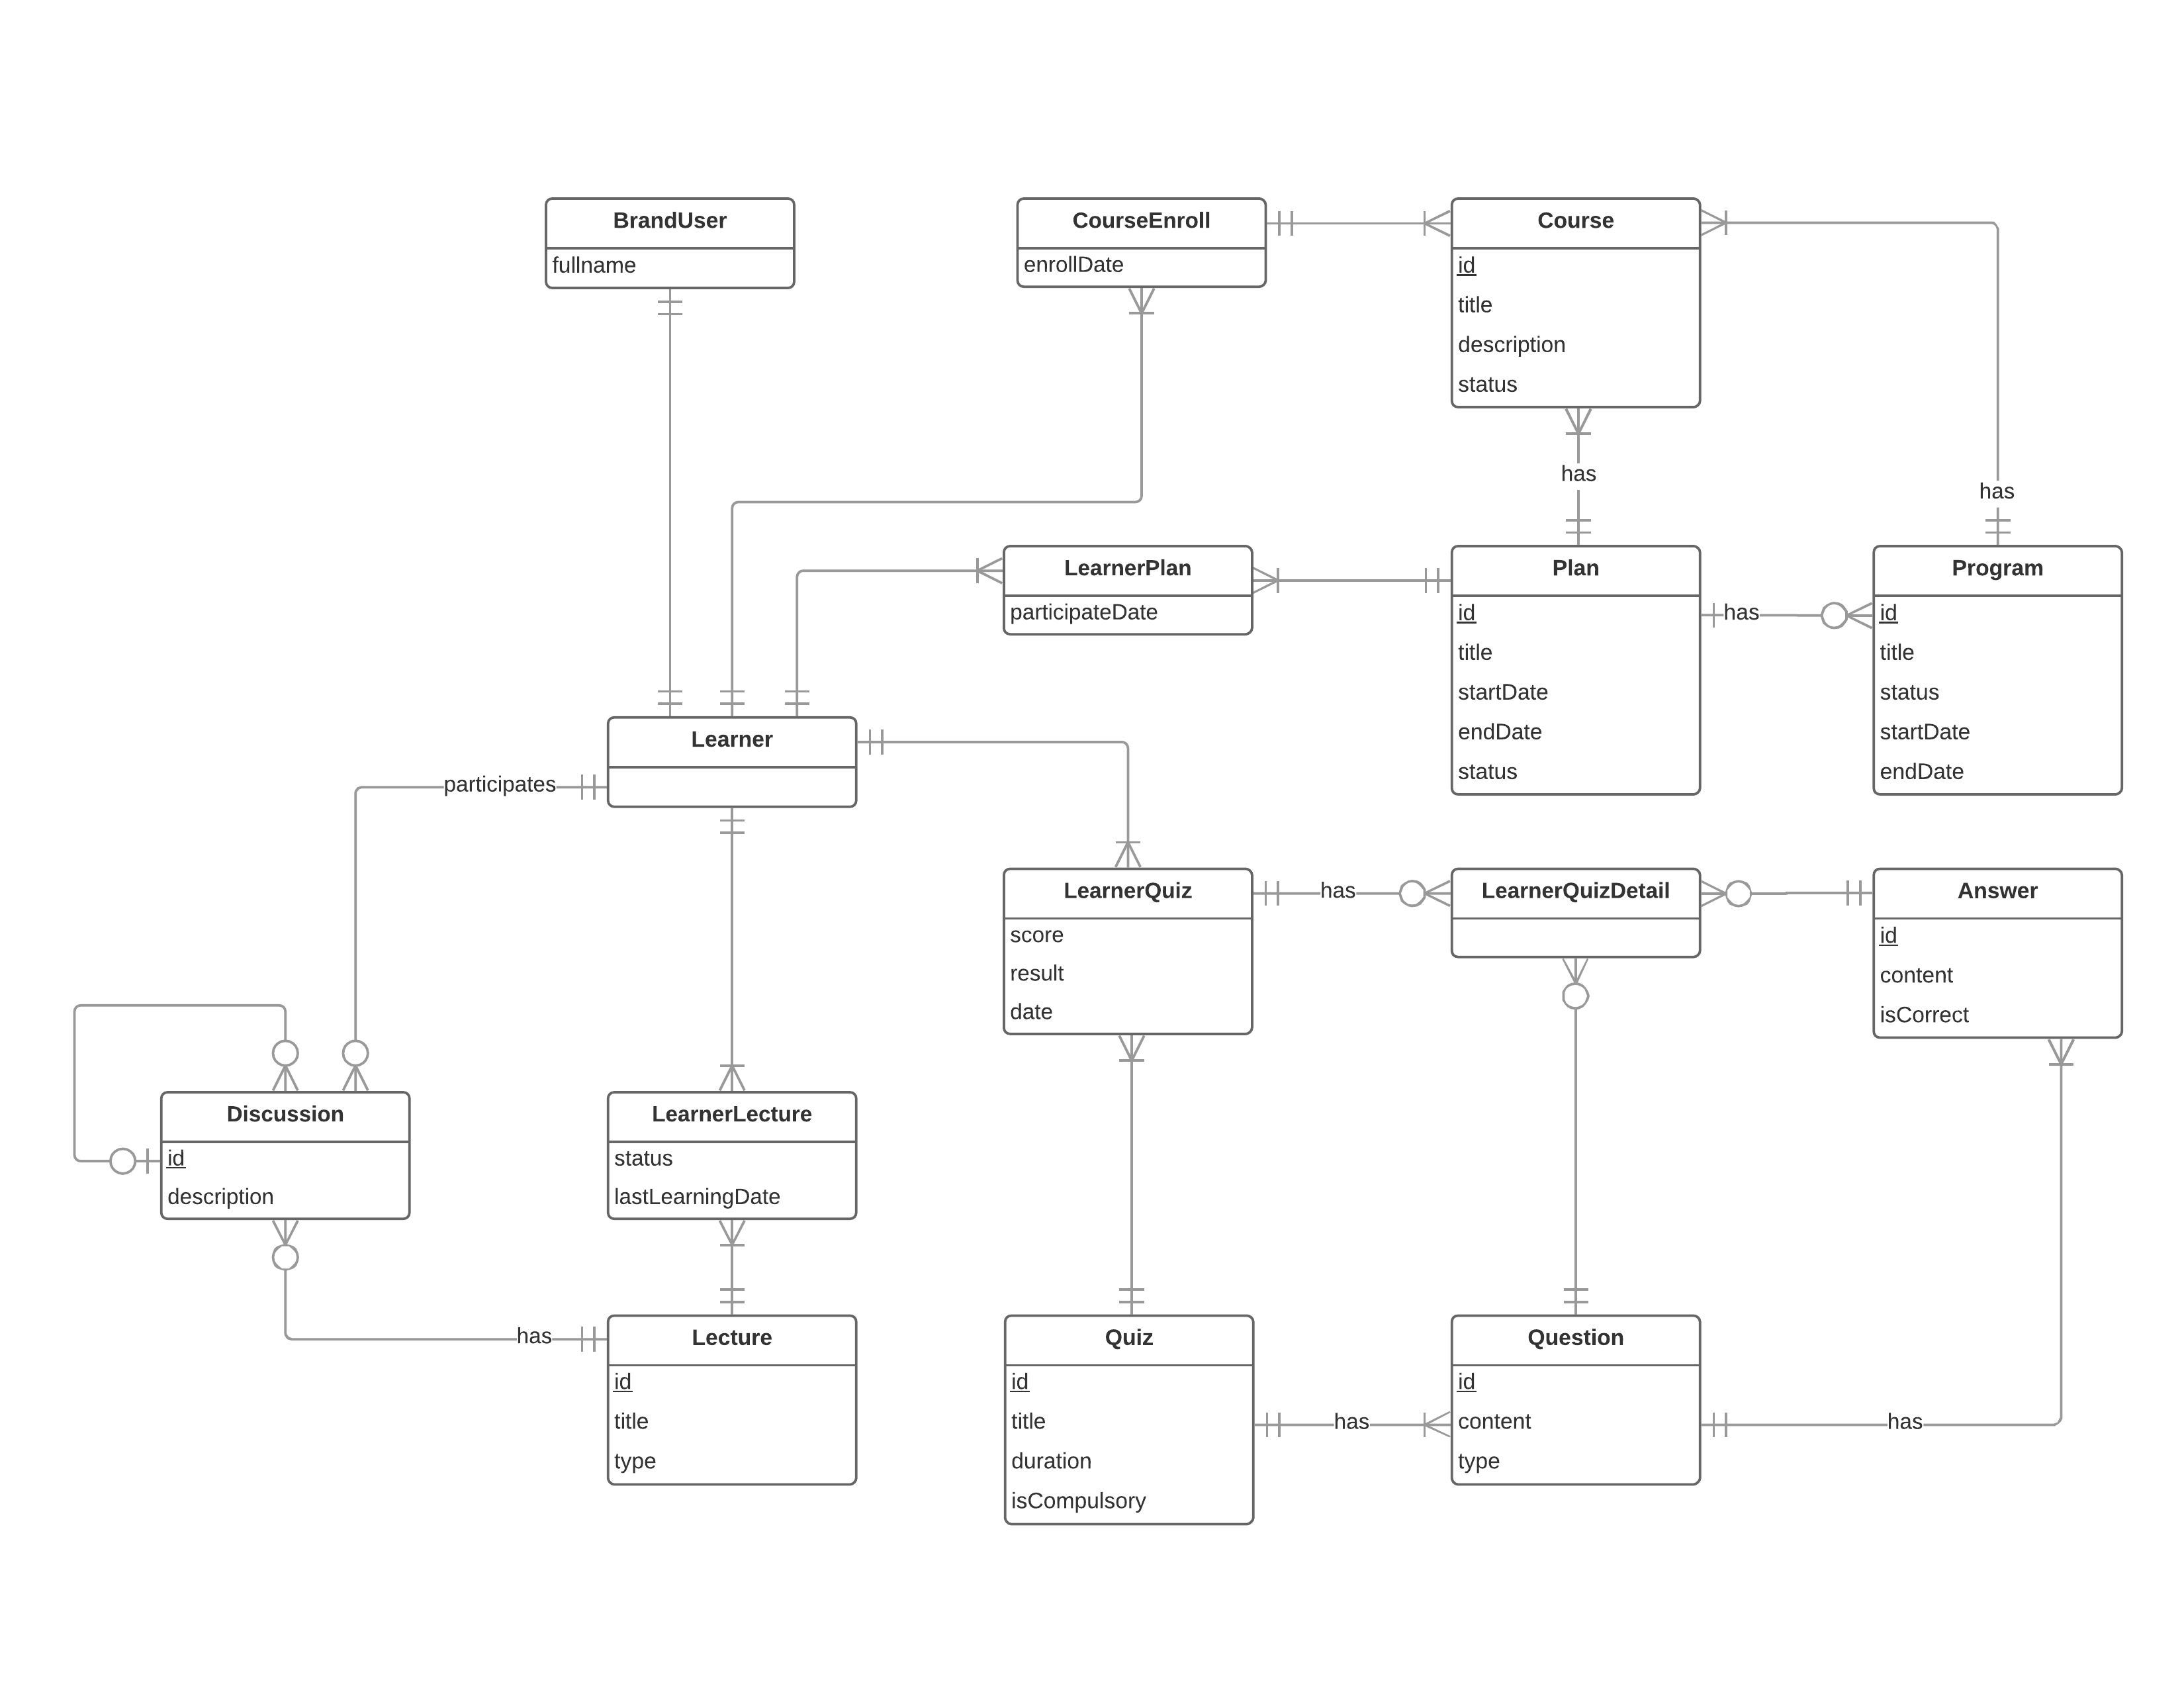 BrandUser
fullname
CourseEnroll
enrollDate
Course
id
title
description
status
has
has
LearnerPlan
participateDate
Plan
id
title
startDate
endDate
status
has
Program
id
title
status
startDate
endDate
Learner
participates
LearnerQuiz
score
result
date
has
LearnerQuizDetail
Answer
id
content
isCorrect
Discussion
id
description
LearnerLecture
status
lastLearningDate
has
Lecture
id
title
type
Quiz
id
title
duration
isCompulsory
has
Question
id
content
type
has